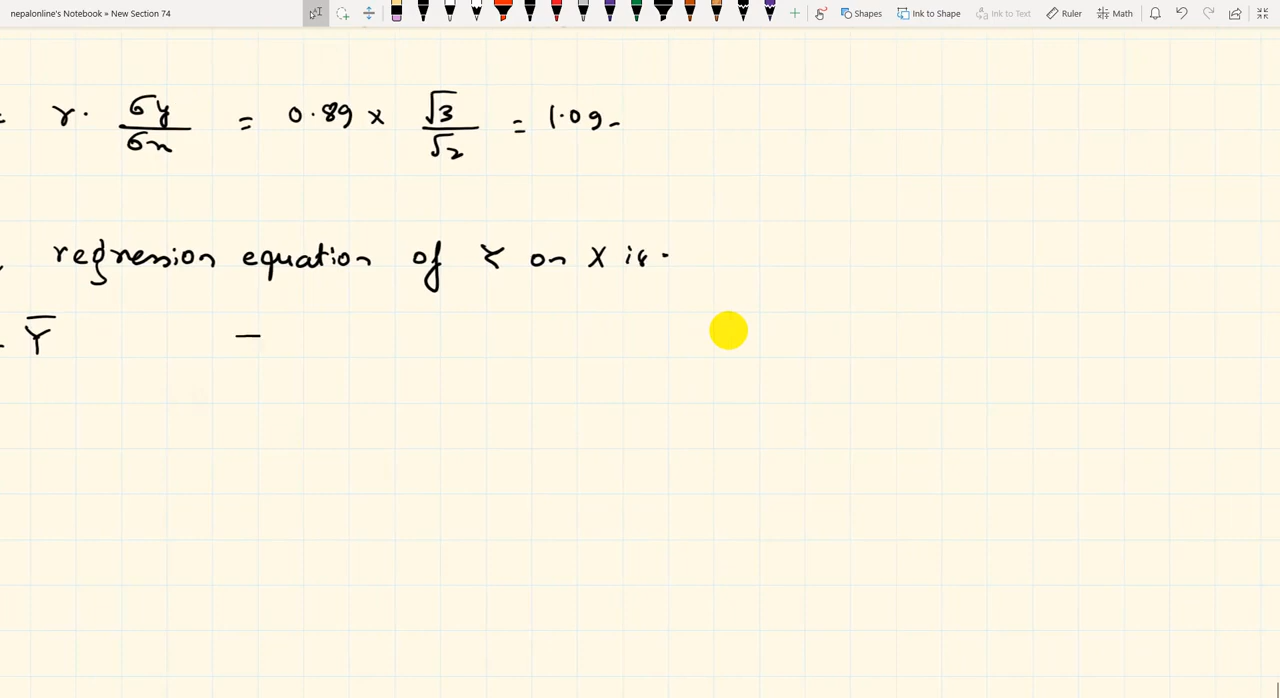 nepalonline's Notebook » New Section 74
Shapes Ink to Shape Ink to Text Ruler Math
r. σy/σx = 0.89 × √3/√2 = 1.09
regression equation of Y on X is.
Y̅ =